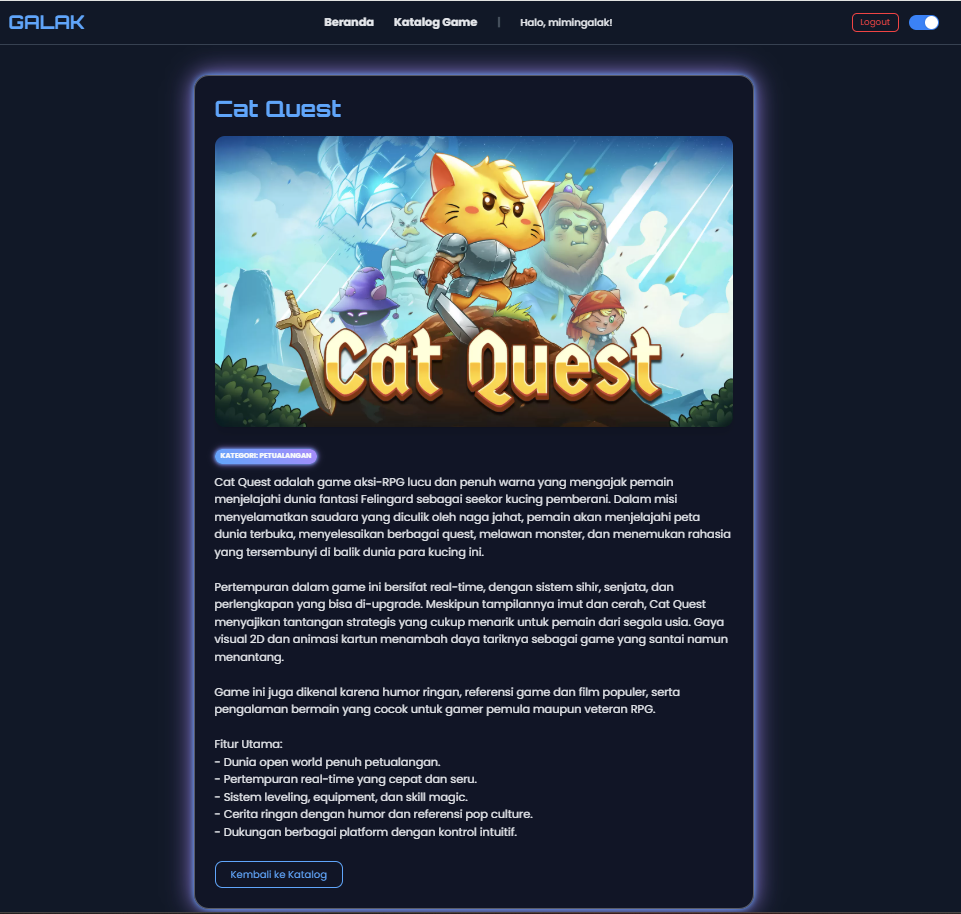 GALAK
Beranda Katalog Game | Halo, mimingalak!
Logout
Cat Quest
Cat Quest
KATEGORI: PETUALANGAN
Cat Quest adalah game aksi-RPG lucu dan penuh warna yang mengajak pemain
menjelajahi dunia fantasi Felingard sebagai seekor kucing pemberani. Dalam misi
menyelamatkan saudara yang diculik oleh naga jahat, pemain akan menjelajahi peta
dunia terbuka, menyelesaikan berbagai quest, melawan monster, dan menemukan rahasia
yang tersembunyi di balik dunia para kucing ini.
Pertempuran dalam game ini bersifat real-time, dengan sistem sihir, senjata, dan
perlengkapan yang bisa di-upgrade. Meskipun tampilannya imut dan cerah, Cat Quest
menyajikan tantangan strategis yang cukup menarik untuk pemain dari segala usia. Gaya
visual 2D dan animasi kartun menambah daya tariknya sebagai game yang santai namun
menantang.
Game ini juga dikenal karena humor ringan, referensi game dan film populer, serta
pengalaman bermain yang cocok untuk gamer pemula maupun veteran RPG.
Fitur Utama:
- Dunia open world penuh petualangan.
- Pertempuran real-time yang cepat dan seru.
- Sistem leveling, equipment, dan skill magic.
- Cerita ringan dengan humor dan referensi pop culture.
- Dukungan berbagai platform dengan kontrol intuitif.
Kembali ke Katalog